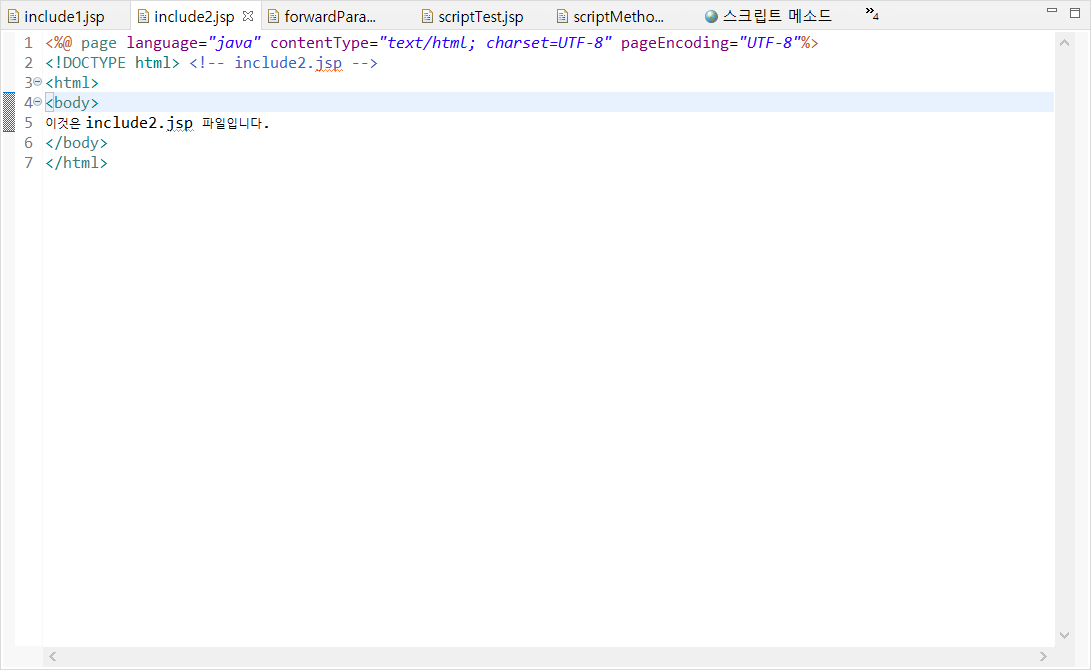 include1.jsp include2.jsp forwardPara... scriptTest.jsp scriptMetho... 스크립트 메소드 »4
1 <%@ page language="java" contentType="text/html; charset=UTF-8" pageEncoding="UTF-8"%>
2 <!DOCTYPE html> <!-- include2.jsp -->
3 <html>
4 <body>
5 이것은 include2.jsp 파일입니다.
6 </body>
7 </html>